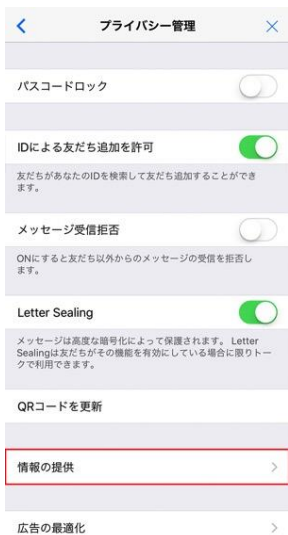 プライバシー管理
パスコードロック
IDによる友だち追加を許可
友だちがあなたのIDを検索して友だち追加することができ
ます。
メッセージ受信拒否
ONにすると友だち以外からのメッセージの受信を拒否し
ます。
Letter Sealing
メッセージは高度な暗号化によって保護されます。 Letter
Sealingは友だちがその機能を有効にしている場合に限りトー
クで利用できます。
QRコードを更新
情報の提供
広告の最適化